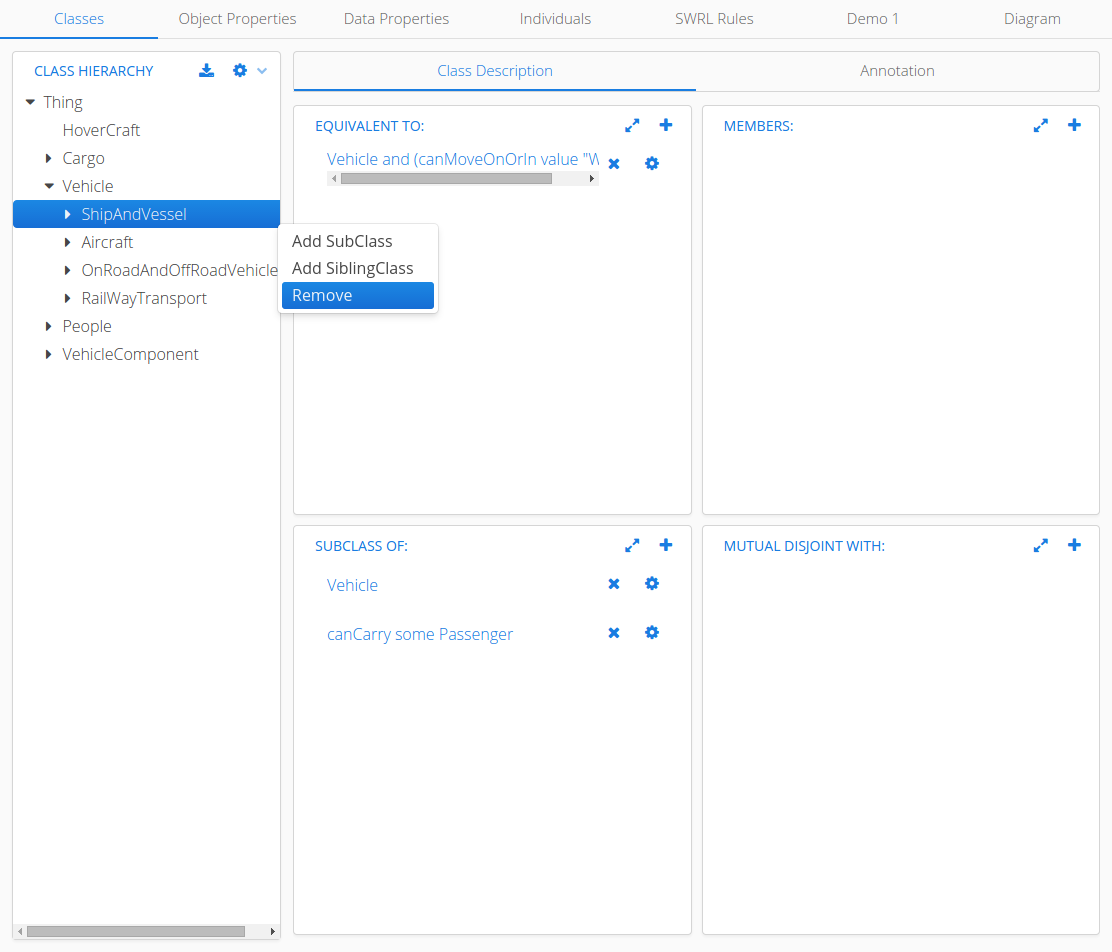 Classes Object Properties Data Properties Individuals SWRL Rules Demo 1 Diagram
CLASS HIERARCHY
Thing
HoverCraft
Cargo
Vehicle
ShipAndVessel
Aircraft
OnRoadAndOffRoadVehicle
RailWayTransport
People
VehicleComponent
Add SubClass
Add SiblingClass
Remove
Class Description Annotation
EQUIVALENT TO:
Vehicle and (canMoveOnOrIn value "W
MEMBERS:
SUBCLASS OF:
Vehicle
canCarry some Passenger
MUTUAL DISJOINT WITH: